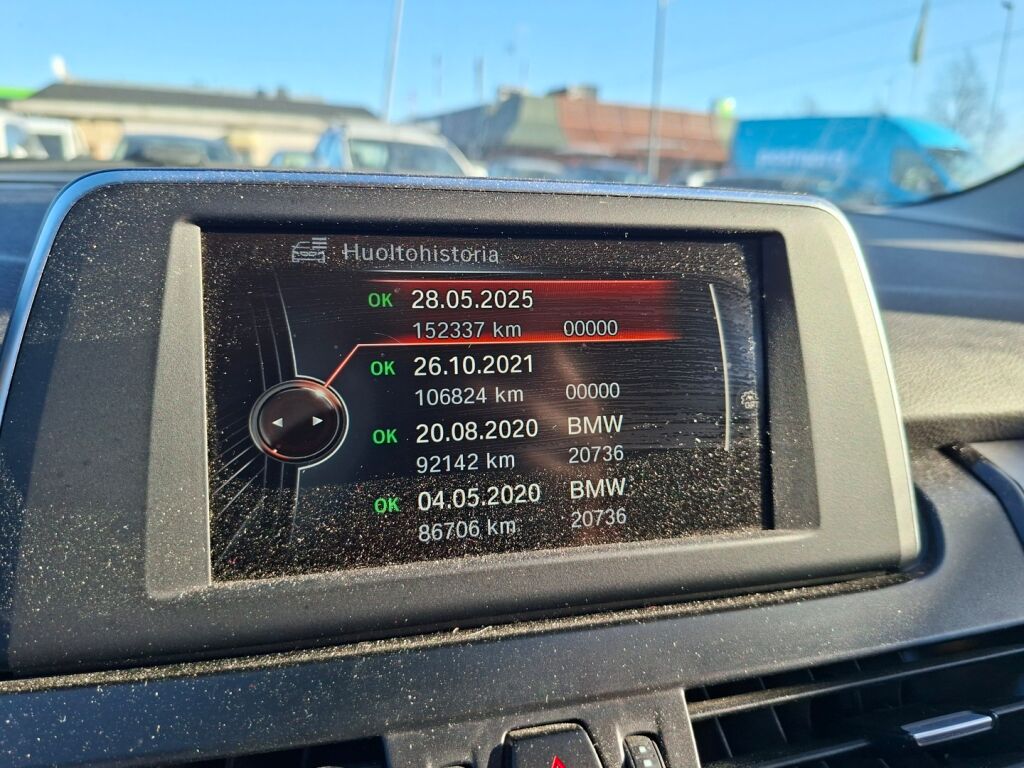 Huoltohistoria
OK 28.05.2025
152337 km 00000
OK 26.10.2021
106824 km 00000
OK 20.08.2020 BMW
92142 km 20736
OK 04.05.2020 BMW
86706 km 20736